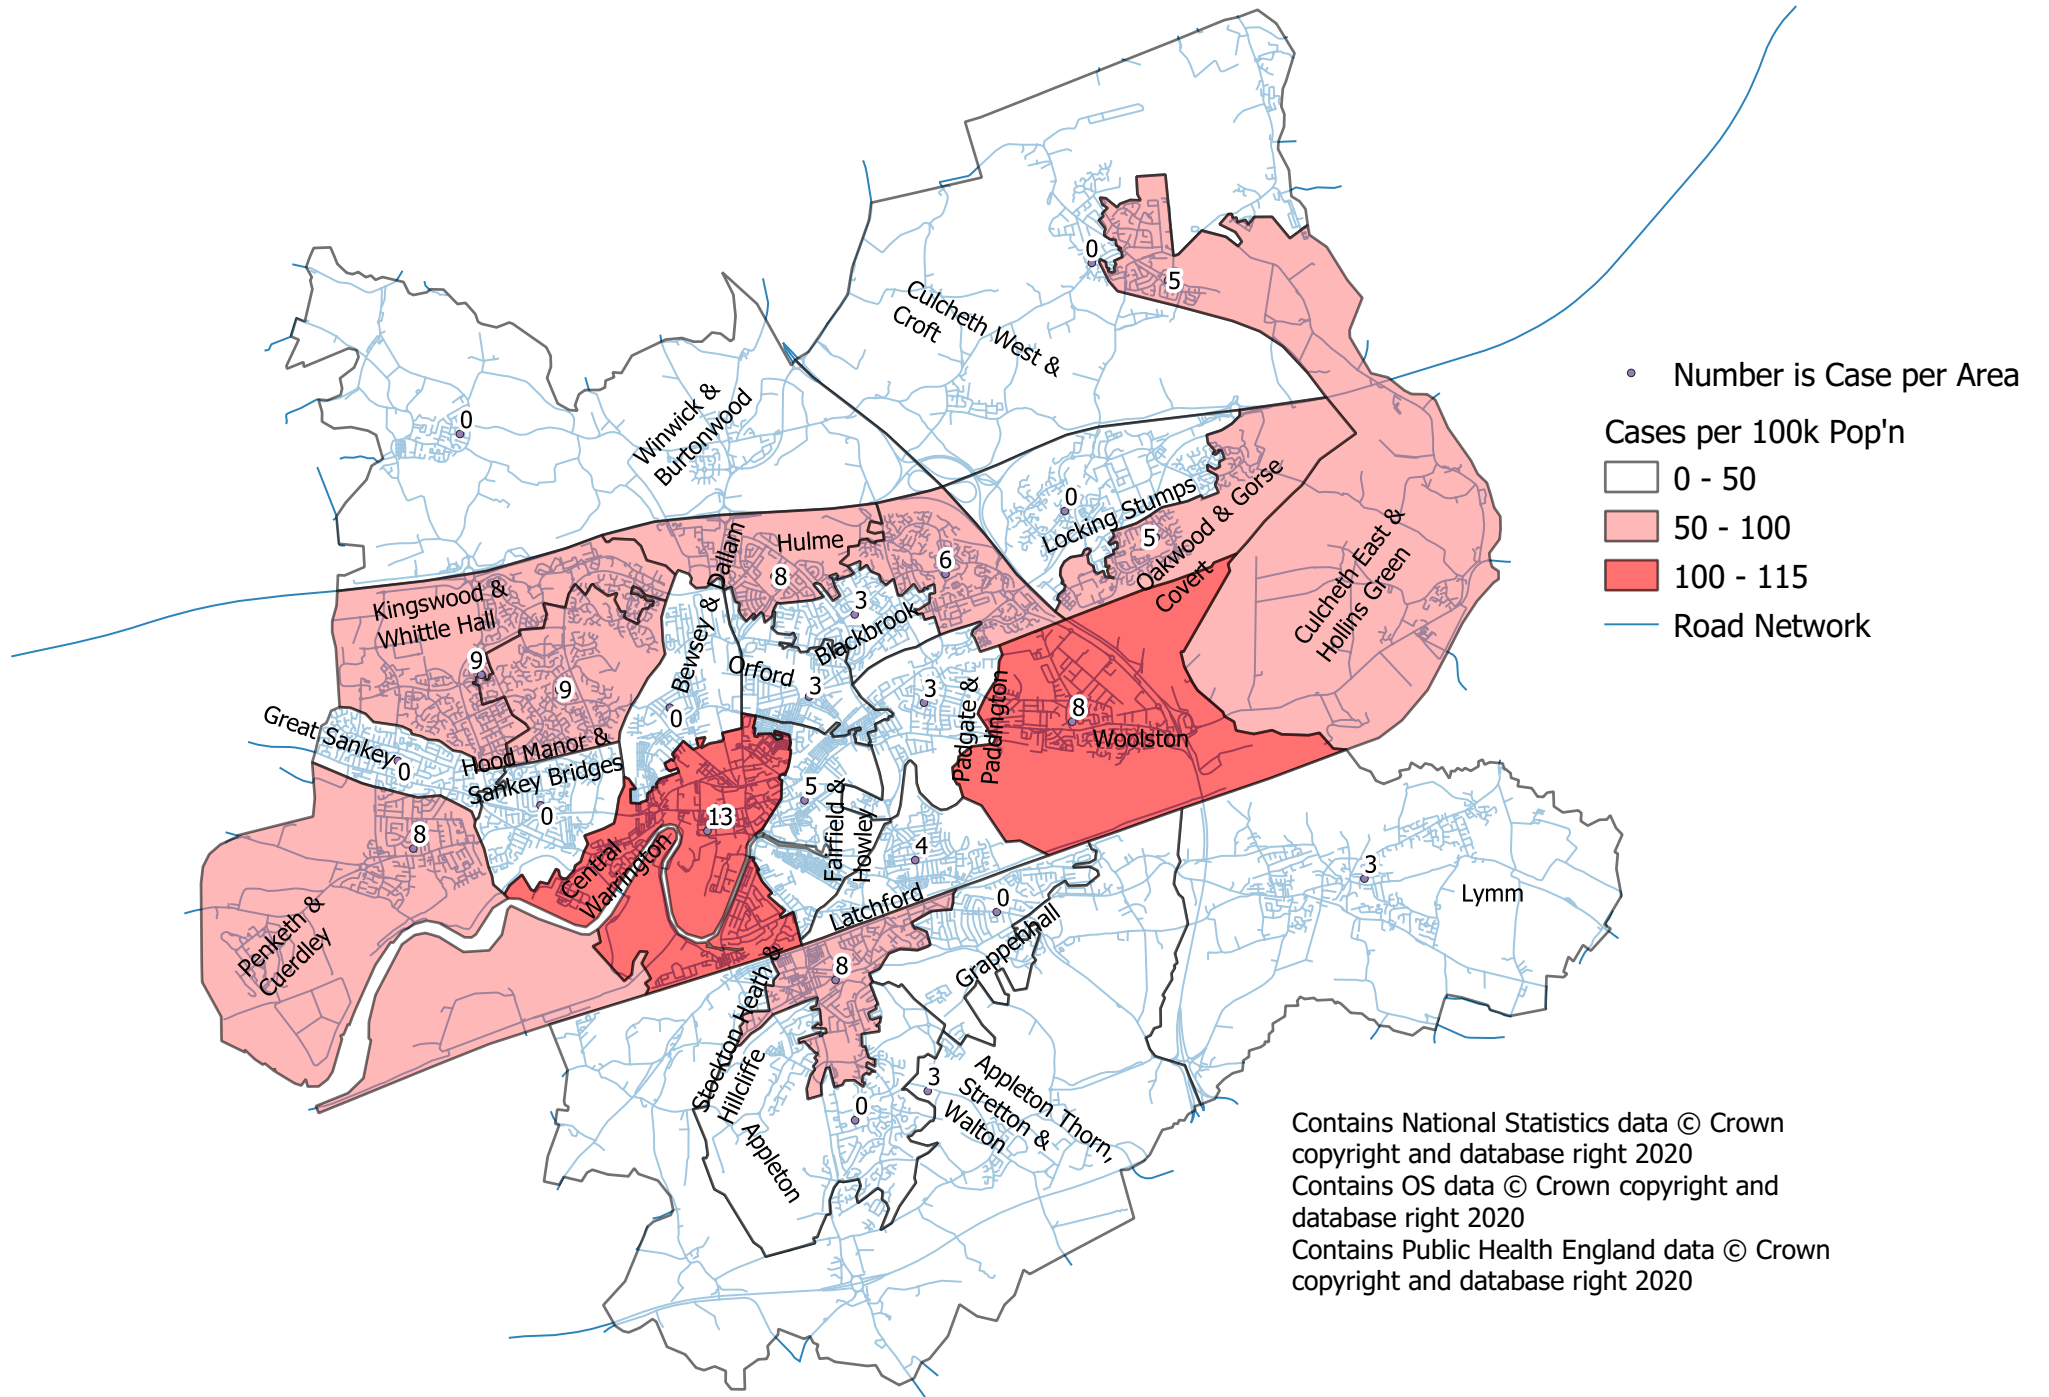 0
5
Culcheth West &
Croft
Number is Case per Area
Cases per 100k Pop'n
0 - 50
50 - 100
100 - 115
Road Network
0
Winwick &
Burtonwood
0
Locking Stumps
5
Oakwood & Gorse
Covert
Culcheth East &
Hollins Green
Hulme
8
6
Kingswood &
Whittle Hall
9
9
Bewsey & Dallam
0
3
Blackbrook
Orford
3
3
Padgate &
Paddington
8
Woolston
Great Sankey
0
Hood Manor &
Sankey Bridges
0
13
Central
Warrington
5
Fairfield &
Howley
4
Latchford
8
Penketh &
Cuerdley
3
Lymm
0
Grappenhall
8
Stockton Heath &
Hillcliffe
0
Appleton
3
Appleton Thorn,
Stretton &
Walton
Contains National Statistics data © Crown
copyright and database right 2020
Contains OS data © Crown copyright and
database right 2020
Contains Public Health England data © Crown
copyright and database right 2020